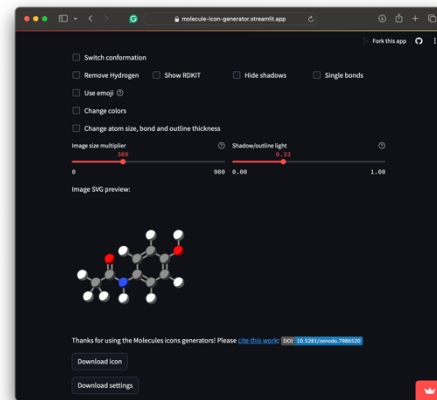 molecule-icon-generator.streamlit.app
Fork this app
Switch conformation
Remove Hydrogen Show RDKIT Hide shadows Single bonds
Use emoji
Change colors
Change atom size, bond and outline thickness
Image size multiplier Shadow/outline light
300 0.33
0 900 0.00 1.00
Image SVG preview:
Thanks for using the Molecules icons generators! Please cite this work: DOI 10.5281/zenodo.7986520
Download icon
Download settings